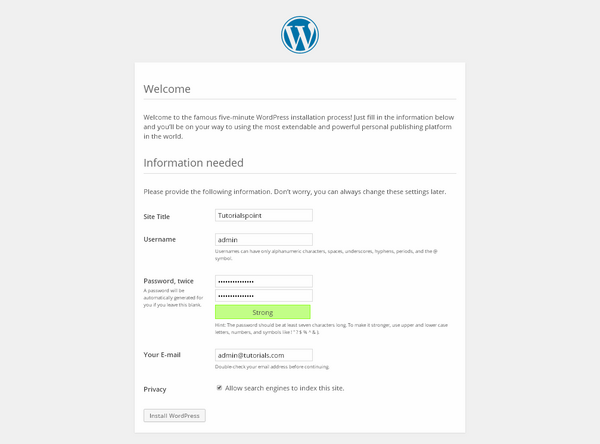 Welcome
Welcome to the famous five-minute WordPress installation process! Just fill in the information below
and you'll be on your way to using the most extendable and powerful personal publishing platform
in the world.
Information needed
Please provide the following information. Don't worry, you can always change these settings later.
Site Title
Tutorialspoint
Username
admin
Usernames can have only alphanumeric characters, spaces, underscores, hyphens, periods, and the @
symbol.
Password, twice
A password will be
automatically generated for
you if you leave this blank.
•••••••••••••••
•••••••••••••••
Strong
Hint: The password should be at least seven characters long. To make it stronger, use upper and lower case
letters, numbers, and symbols like ! " ? $ % ^ & ).
Your E-mail
admin@tutorials.com
Double-check your email address before continuing.
Privacy
Allow search engines to index this site.
Install WordPress